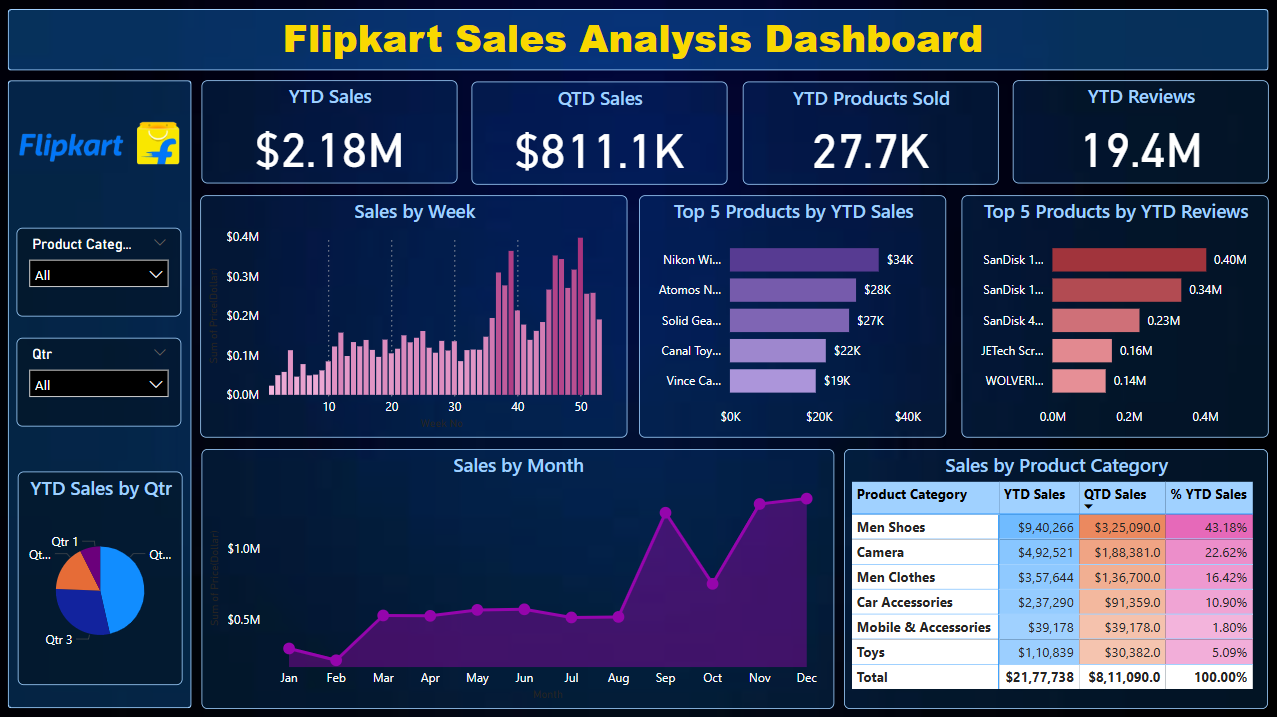 Flipkart Sales Analysis Dashboard
Flipkart
YTD Sales
$2.18M
QTD Sales
$811.1K
YTD Products Sold
27.7K
YTD Reviews
19.4M
Product Categ...
All
Qtr
All
YTD Sales by Qtr
Qtr 1
Qt...
Qt...
Qtr 3
Sales by Week
Sum of Price(Dollar)
$0.4M
$0.3M
$0.2M
$0.1M
$0.0M
10 20 30 40 50
Week No
Top 5 Products by YTD Sales
Nikon Wi... $34K
Atomos N... $28K
Solid Gea... $27K
Canal Toy... $22K
Vince Ca... $19K
$0K $20K $40K
Top 5 Products by YTD Reviews
SanDisk 1... 0.40M
SanDisk 1... 0.34M
SanDisk 4... 0.23M
JETech Scr... 0.16M
WOLVERI... 0.14M
0.0M 0.2M 0.4M
Sales by Month
Sum of Price(Dollar)
$1.0M
$0.5M
Jan Feb Mar Apr May Jun Jul Aug Sep Oct Nov Dec
Month
Sales by Product Category
Product Category YTD Sales QTD Sales % YTD Sales
Men Shoes $9,40,266 $3,25,090.0 43.18%
Camera $4,92,521 $1,88,381.0 22.62%
Men Clothes $3,57,644 $1,36,700.0 16.42%
Car Accessories $2,37,290 $91,359.0 10.90%
Mobile & Accessories $39,178 $39,178.0 1.80%
Toys $1,10,839 $30,382.0 5.09%
Total $21,77,738 $8,11,090.0 100.00%